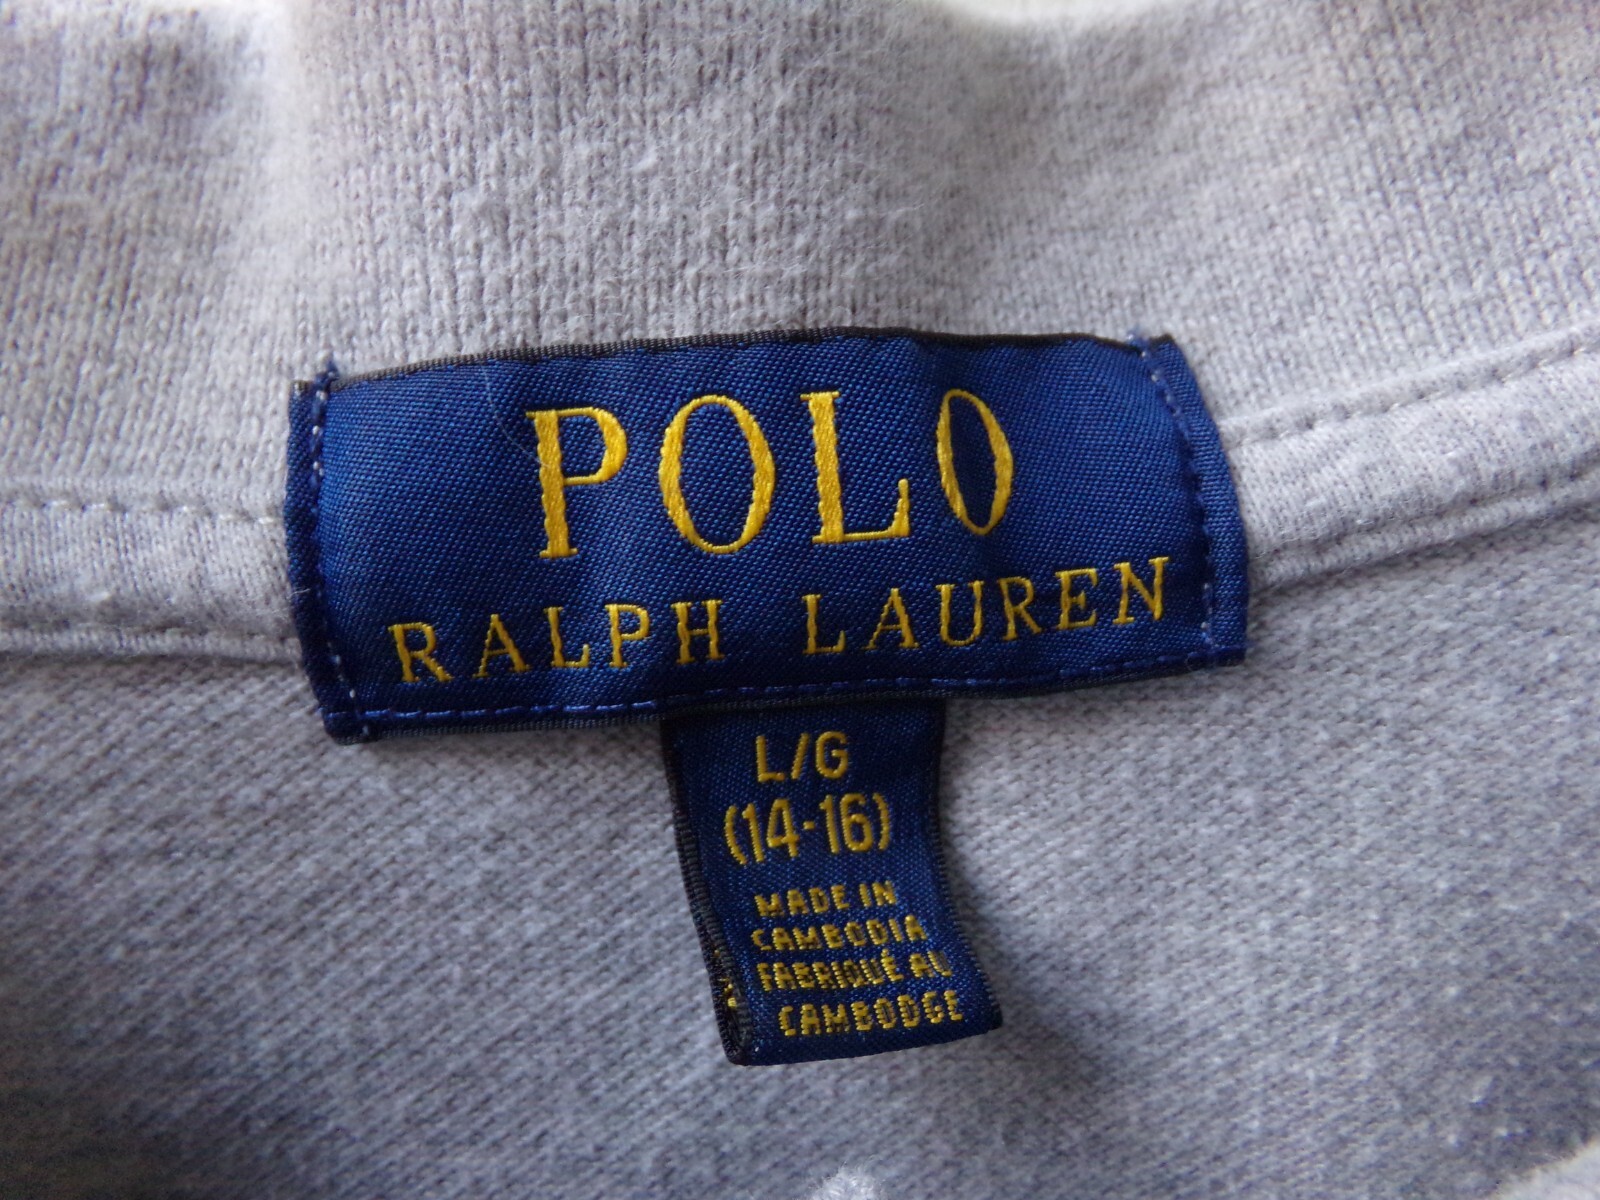 POLO
RALPH LAUREN
L/G
(14-16)
MADE IN
CAMBODIA
FABRIQUÉ AU
CAMBODGE